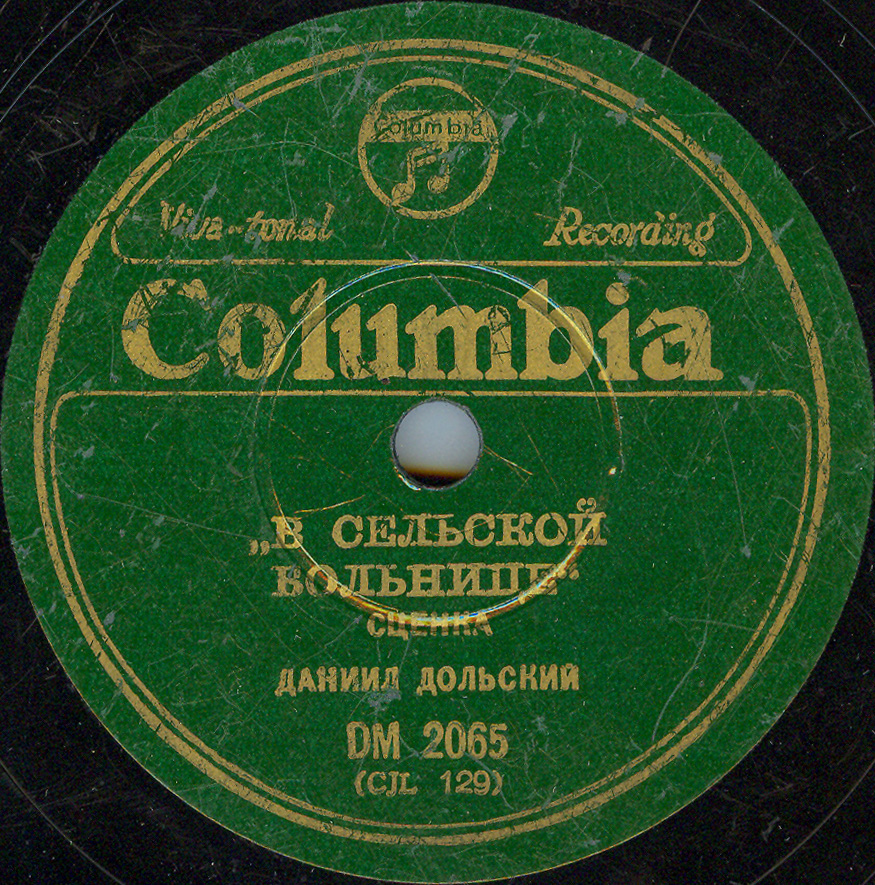 Columbia
Viva-tonal Recording
Columbia
„В СЕЛЬСКОЙ
БОЛЬНИЦЕ“
СЦЕНКА
ДАНИИЛ ДОЛЬСКИЙ
DM 2065
(CJL 129)